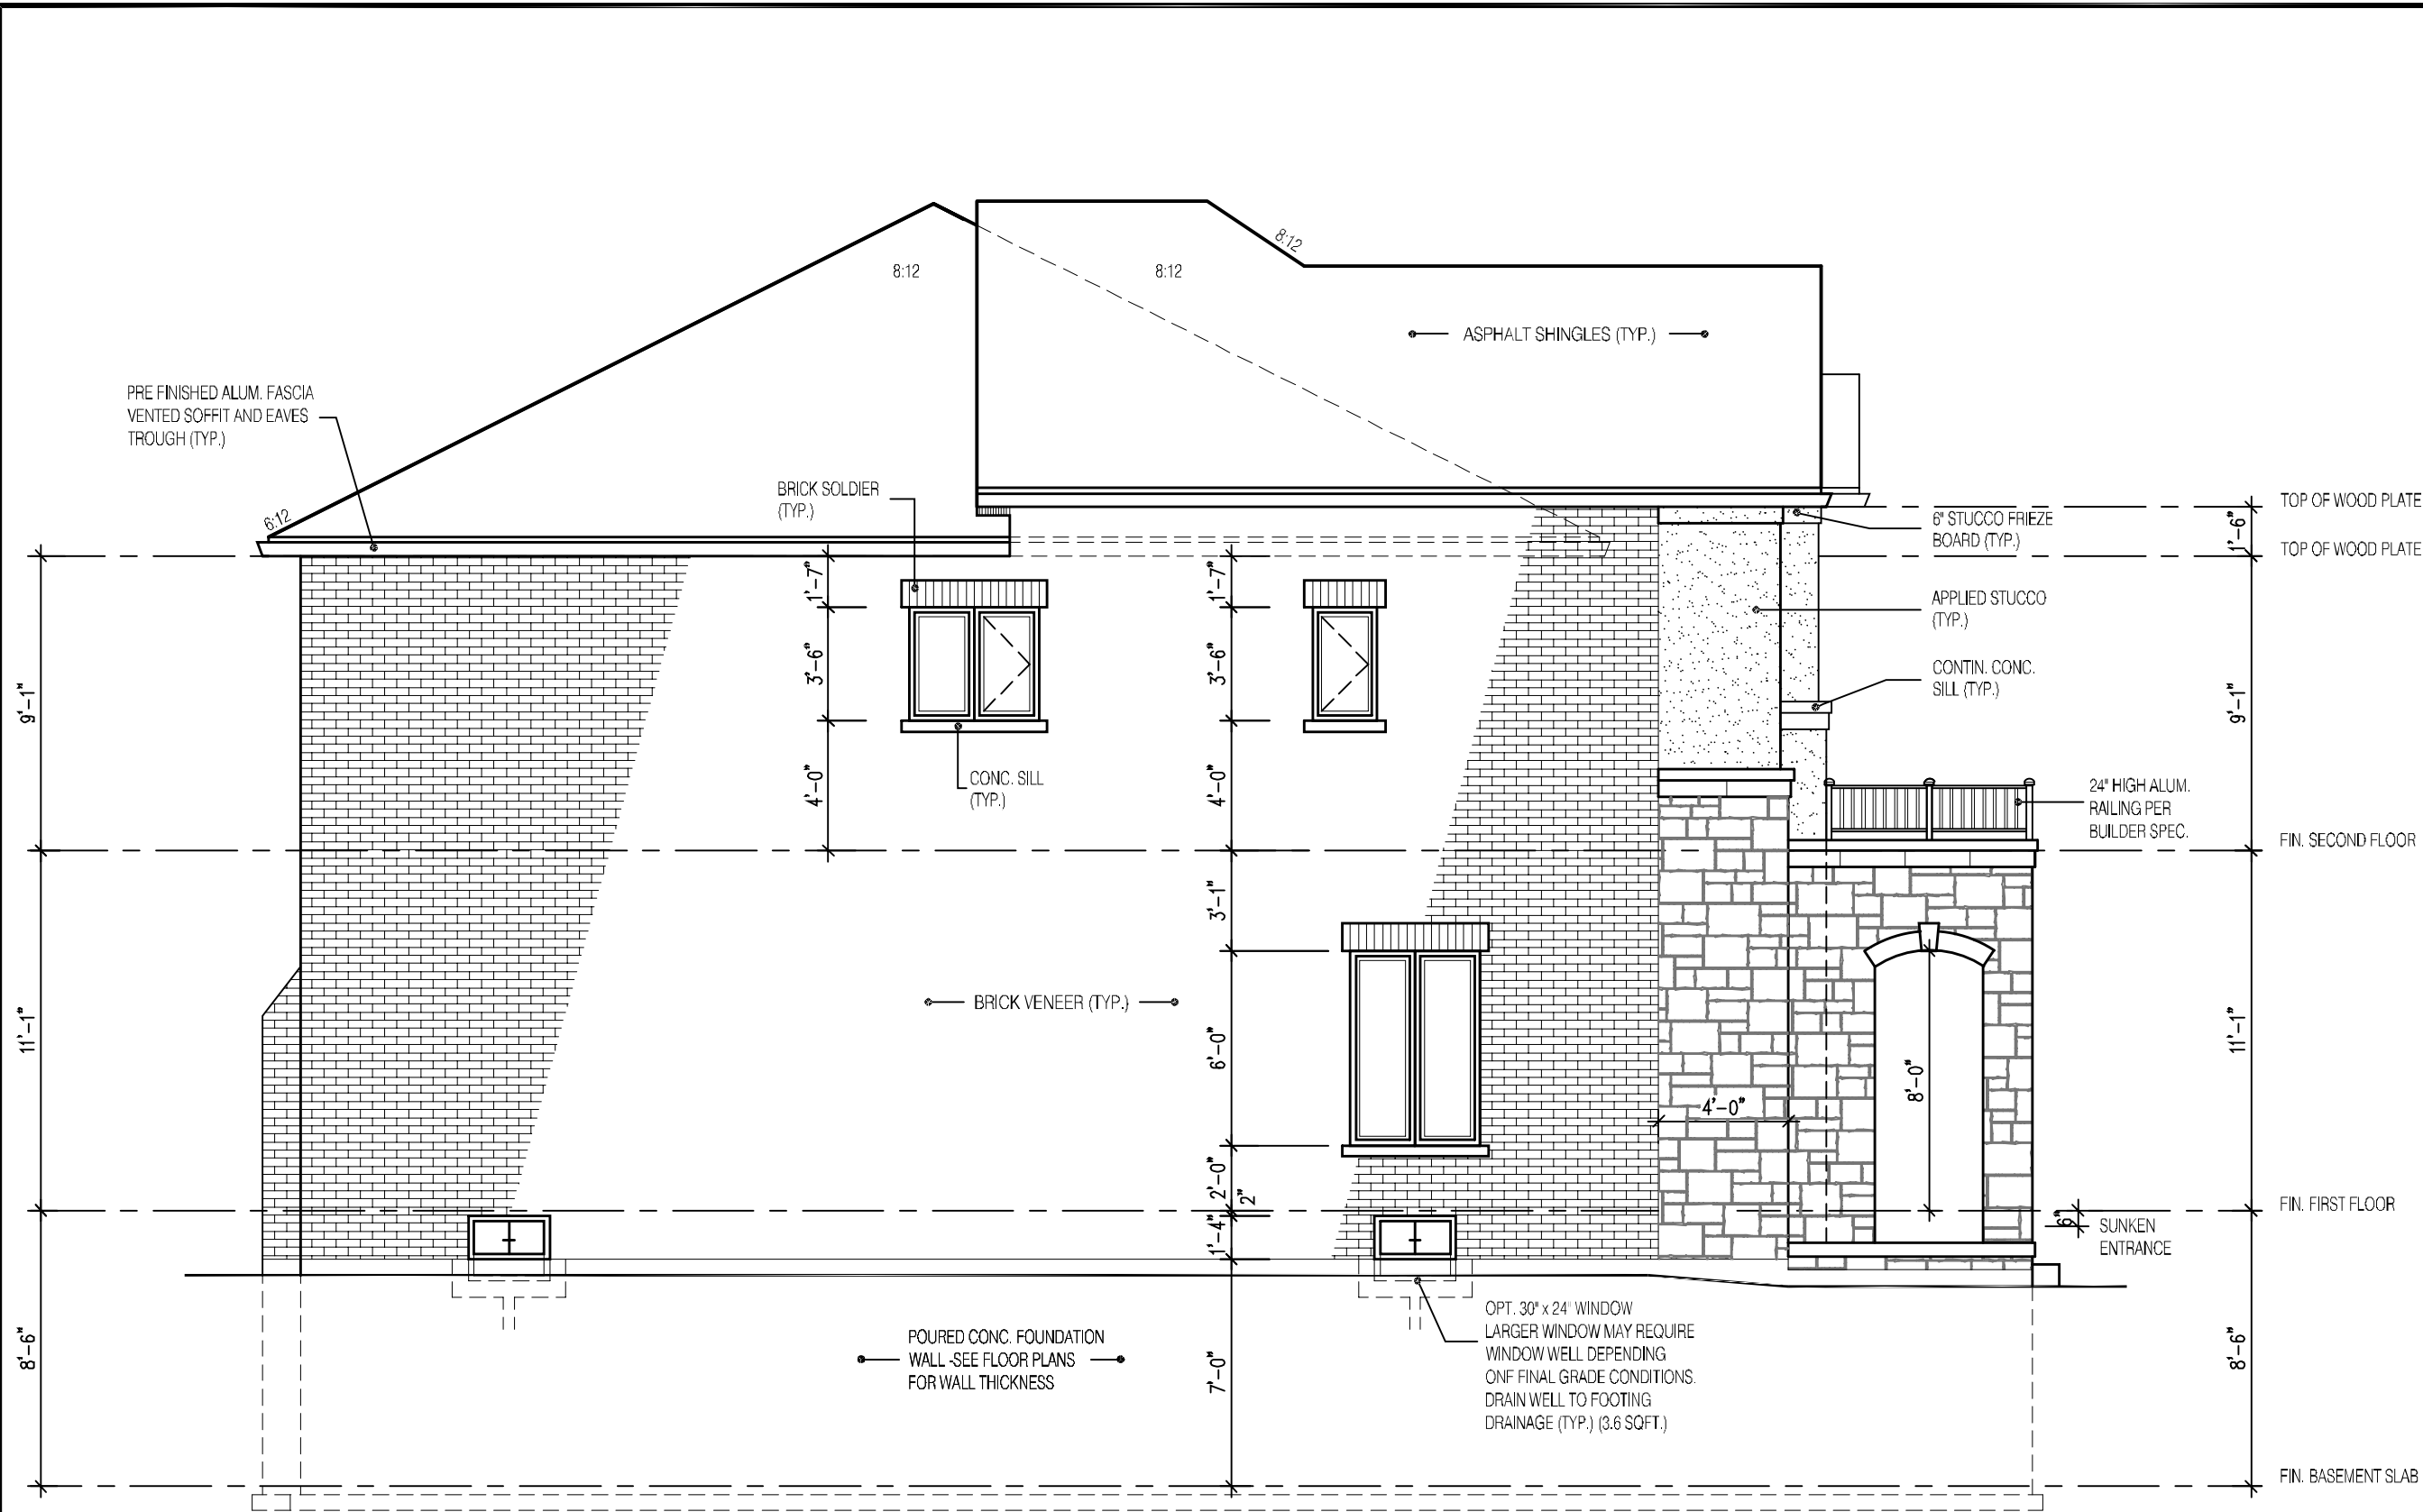 8:12
8:12
8:12
ASPHALT SHINGLES (TYP.)
PRE FINISHED ALUM. FASCIA
VENTED SOFFIT AND EAVES
TROUGH (TYP.)
6:12
BRICK SOLDIER
(TYP.)
TOP OF WOOD PLATE
1'-6"
6" STUCCO FRIEZE
BOARD (TYP.)
TOP OF WOOD PLATE
1'-7"
1'-7"
APPLIED STUCCO
(TYP.)
3'-6"
3'-6"
CONTIN. CONC.
SILL (TYP.)
9'-1"
9'-1"
4'-0"
4'-0"
CONC. SILL
(TYP.)
24" HIGH ALUM.
RAILING PER
BUILDER SPEC.
FIN. SECOND FLOOR
3'-1"
BRICK VENEER (TYP.)
11'-1"
6'-0"
11'-1"
8'-0"
4'-0"
2'-0"
2"
FIN. FIRST FLOOR
6"
SUNKEN
ENTRANCE
1'-4"
OPT. 30" x 24" WINDOW
LARGER WINDOW MAY REQUIRE
WINDOW WELL DEPENDING
ONF FINAL GRADE CONDITIONS.
DRAIN WELL TO FOOTING
DRAINAGE (TYP.) (3.6 SQFT.)
POURED CONC. FOUNDATION
WALL -SEE FLOOR PLANS
FOR WALL THICKNESS
8'-6"
7'-0"
8'-6"
FIN. BASEMENT SLAB